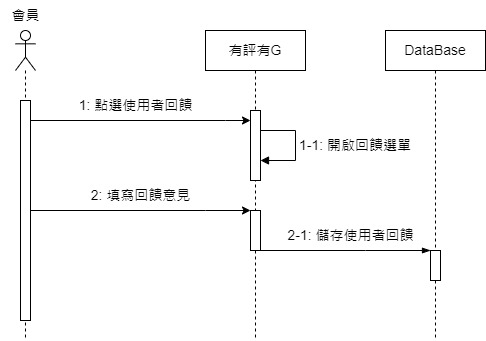 會員
有評有G
DataBase
1: 點選使用者回饋
1-1: 開啟回饋選單
2: 填寫回饋意見
2-1: 儲存使用者回饋